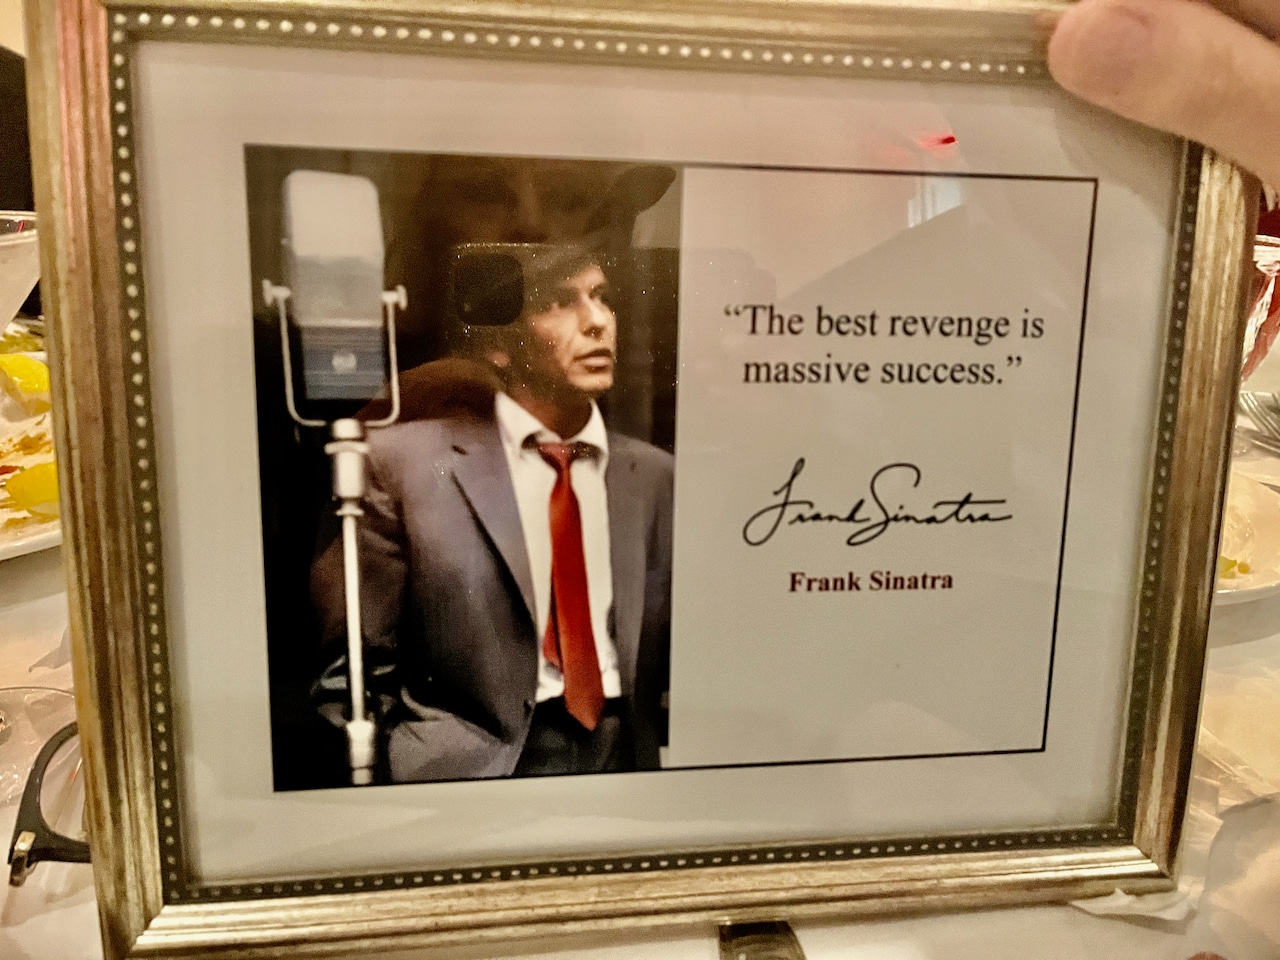 “The best revenge is
massive success.”
Frank Sinatra
Frank Sinatra